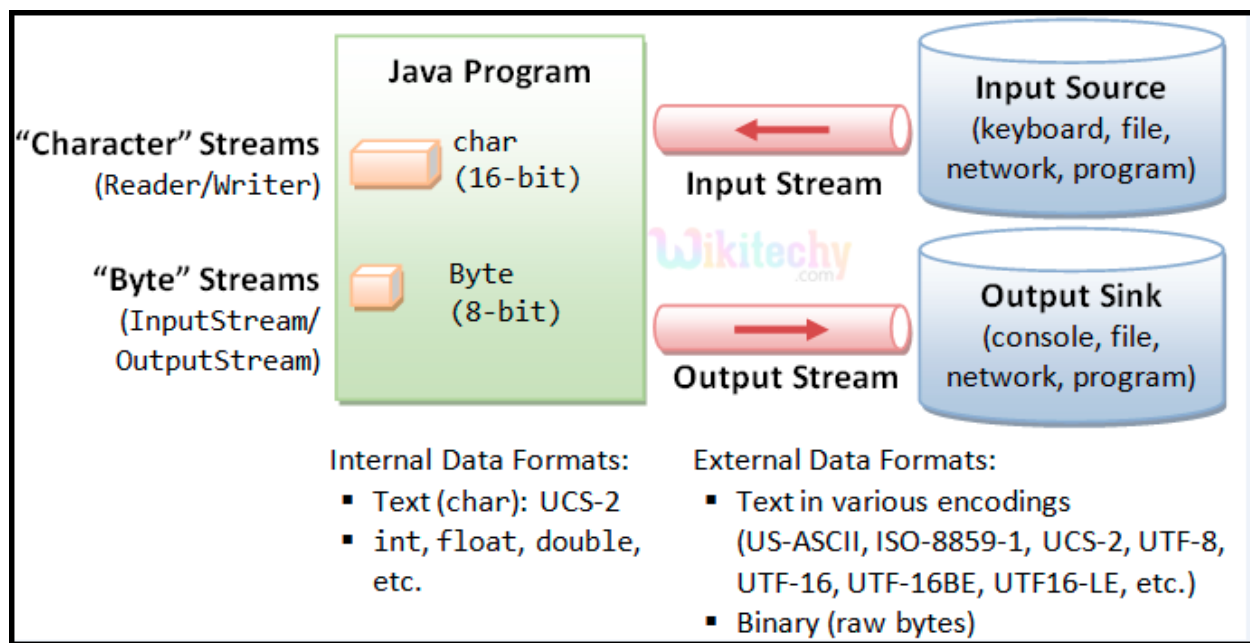 Java Program
“Character” Streams
(Reader/Writer)
char
(16-bit)
“Byte” Streams
(InputStream/
OutputStream)
Byte
(8-bit)
Input Stream
Wikitechy
.com
Output Stream
Input Source
(keyboard, file,
network, program)
Output Sink
(console, file,
network, program)
Internal Data Formats:
▪ Text (char): UCS-2
▪ int, float, double,
etc.
External Data Formats:
▪ Text in various encodings
(US-ASCII, ISO-8859-1, UCS-2, UTF-8,
UTF-16, UTF-16BE, UTF16-LE, etc.)
▪ Binary (raw bytes)